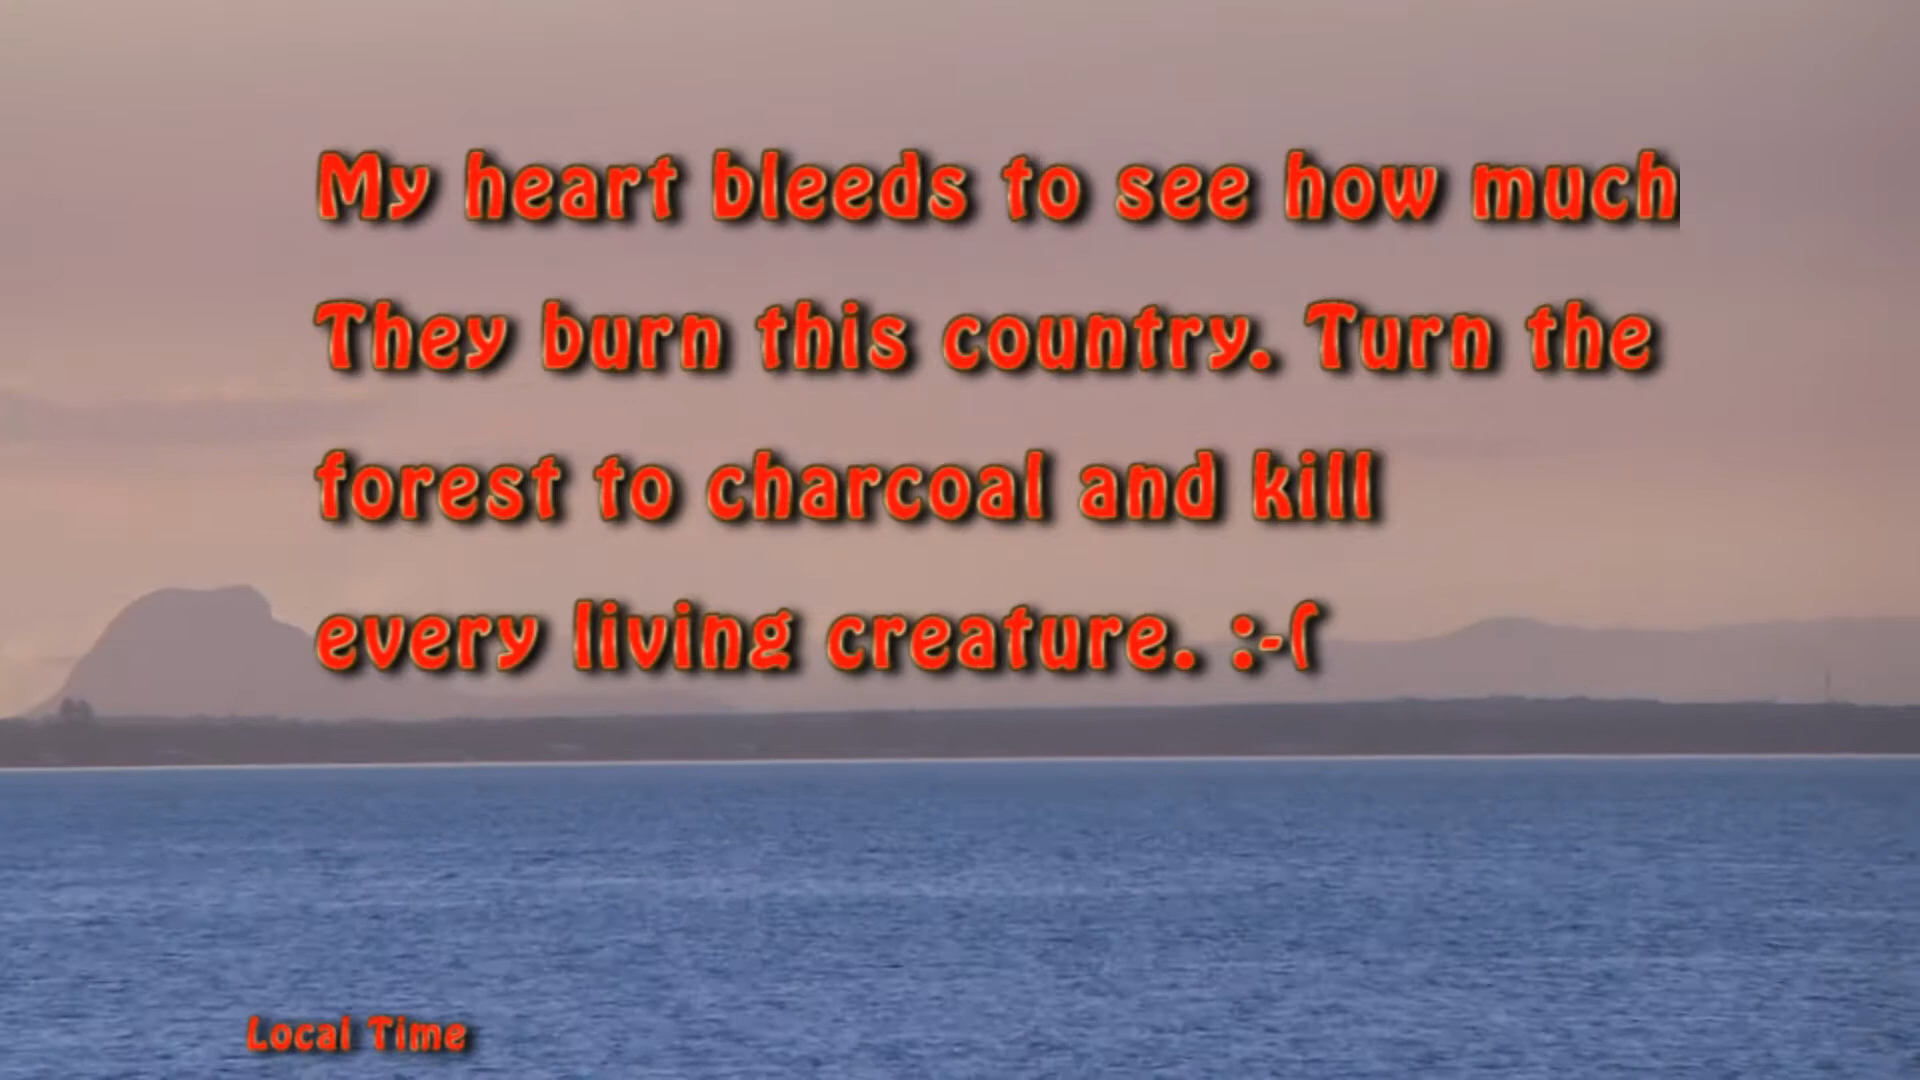 My heart bleeds to see how much
They burn this country. Turn the
forest to charcoal and kill
every living creature. :-(
Local Time